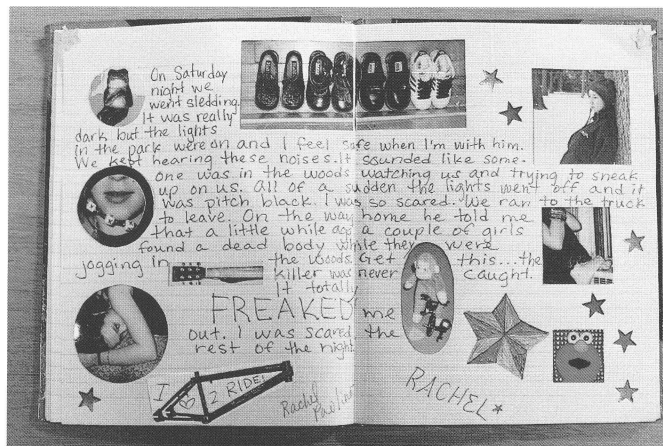 On Saturday
night we
went sledding.
It was really
dark but the lights
in the park were on and I feel safe when I'm with him.
We kept hearing these noises. It sounded like some-
one was in the woods watching us and trying to sneak
up on us. All of a sudden the lights went off and it
was pitch black. I was so scared. We ran to the truck
to leave. On the way home he told me
that a little while ago a couple of girls
found a dead body while they were
jogging in the woods. Get this...the
killer was never caught.
It totally
FREAKED me
out. I was scared the
rest of the night.
I 2 RIDE!
Rachel
RACHEL